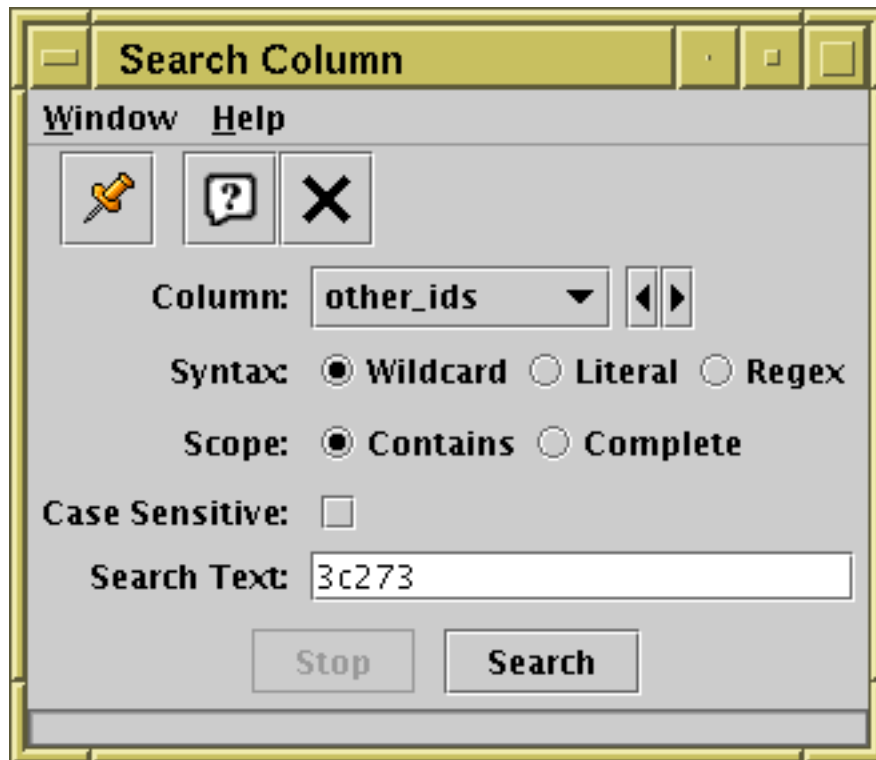 Search Column
Window Help
?
Column: other_ids
Syntax: Wildcard Literal Regex
Scope: Contains Complete
Case Sensitive:
Search Text: 3c273
Stop Search